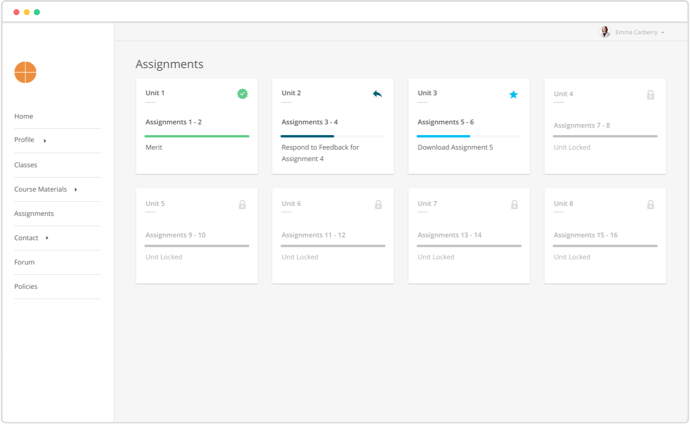 Emma Carberry
Home
Profile
Classes
Course Materials
Assignments
Contact
Forum
Policies
Assignments
Unit 1
Assignments 1 - 2
Merit
Unit 2
Assignments 3 - 4
Respond to Feedback for
Assignment 4
Unit 3
Assignments 5 - 6
Download Assignment 5
Unit 4
Assignments 7 - 8
Unit Locked
Unit 5
Assignments 9 - 10
Unit Locked
Unit 6
Assignments 11 - 12
Unit Locked
Unit 7
Assignments 13 - 14
Unit Locked
Unit 8
Assignments 15 - 16
Unit Locked